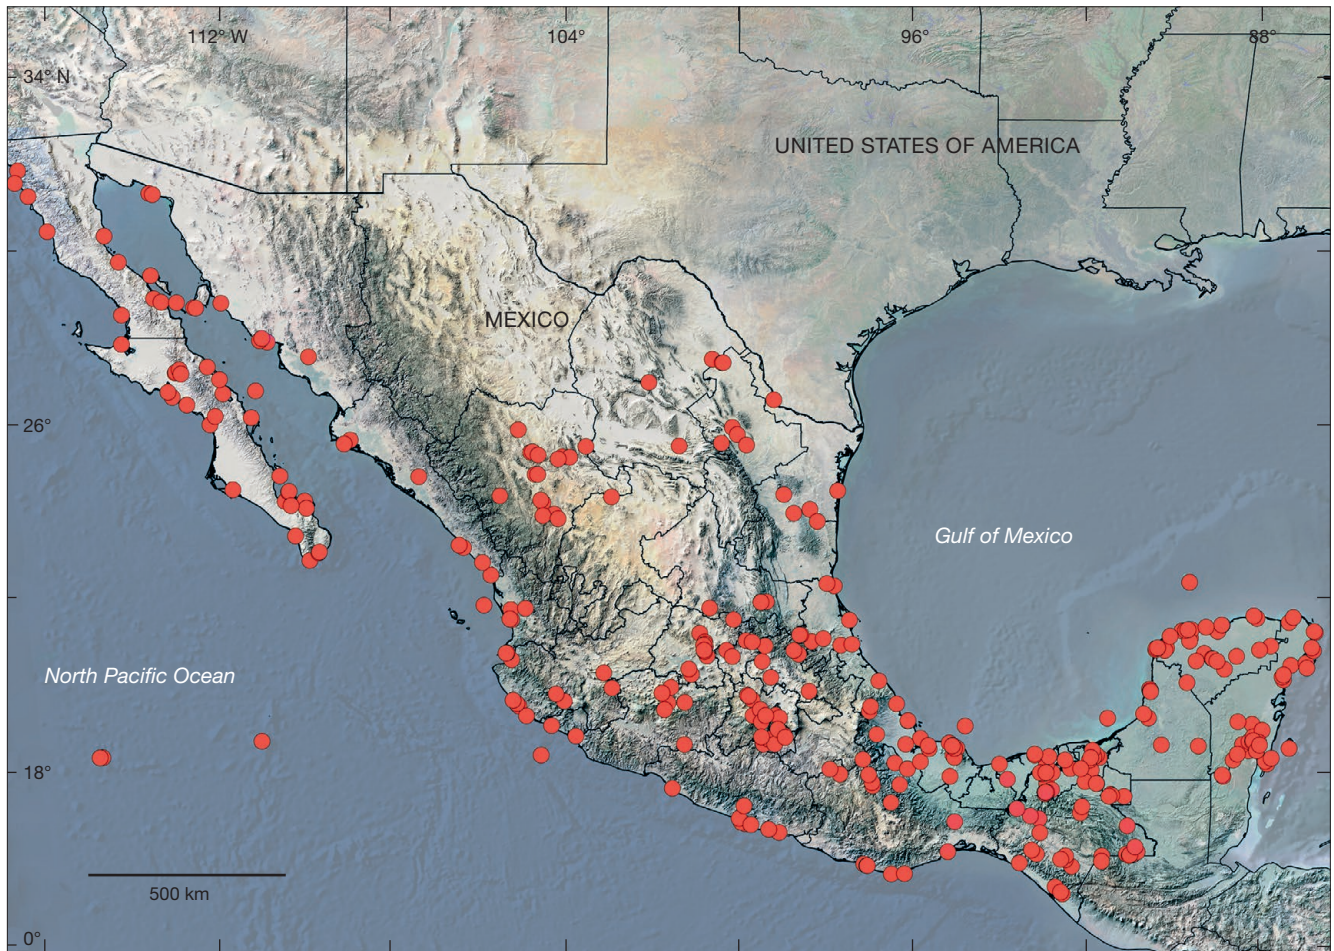 112° W
104°
96°
88°
34° N
UNITED STATES OF AMERICA
MÉXICO
26°
Gulf of Mexico
North Pacific Ocean
18°
500 km
0°